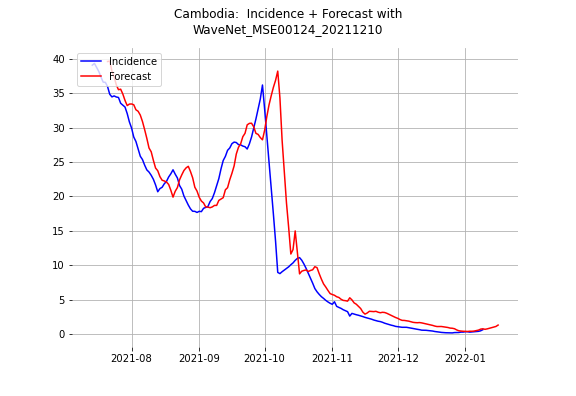 Cambodia:  Incidence + Forecast with
WaveNet_MSE00124_20211210
Incidence
Forecast
40
35
30
25
20
15
10
5
0
2021-08 2021-09 2021-10 2021-11 2021-12 2022-01